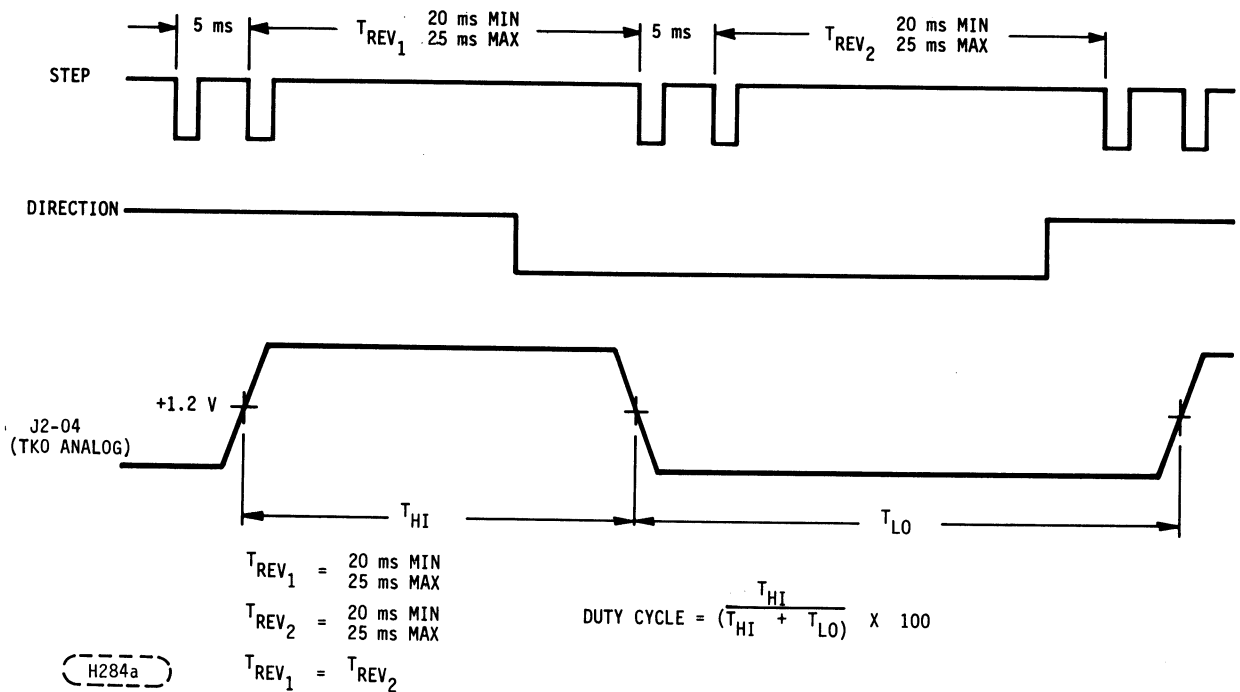 5 ms
T_REV1 20 ms MIN
25 ms MAX
5 ms
T_REV2 20 ms MIN
25 ms MAX
STEP
DIRECTION
+1.2 V
J2-04
(TKO ANALOG)
T_HI
T_LO
T_REV1 = 20 ms MIN
25 ms MAX
T_REV2 = 20 ms MIN
25 ms MAX
T_REV1 = T_REV2
DUTY CYCLE = (T_HI / T_HI + T_LO) X 100
H284a